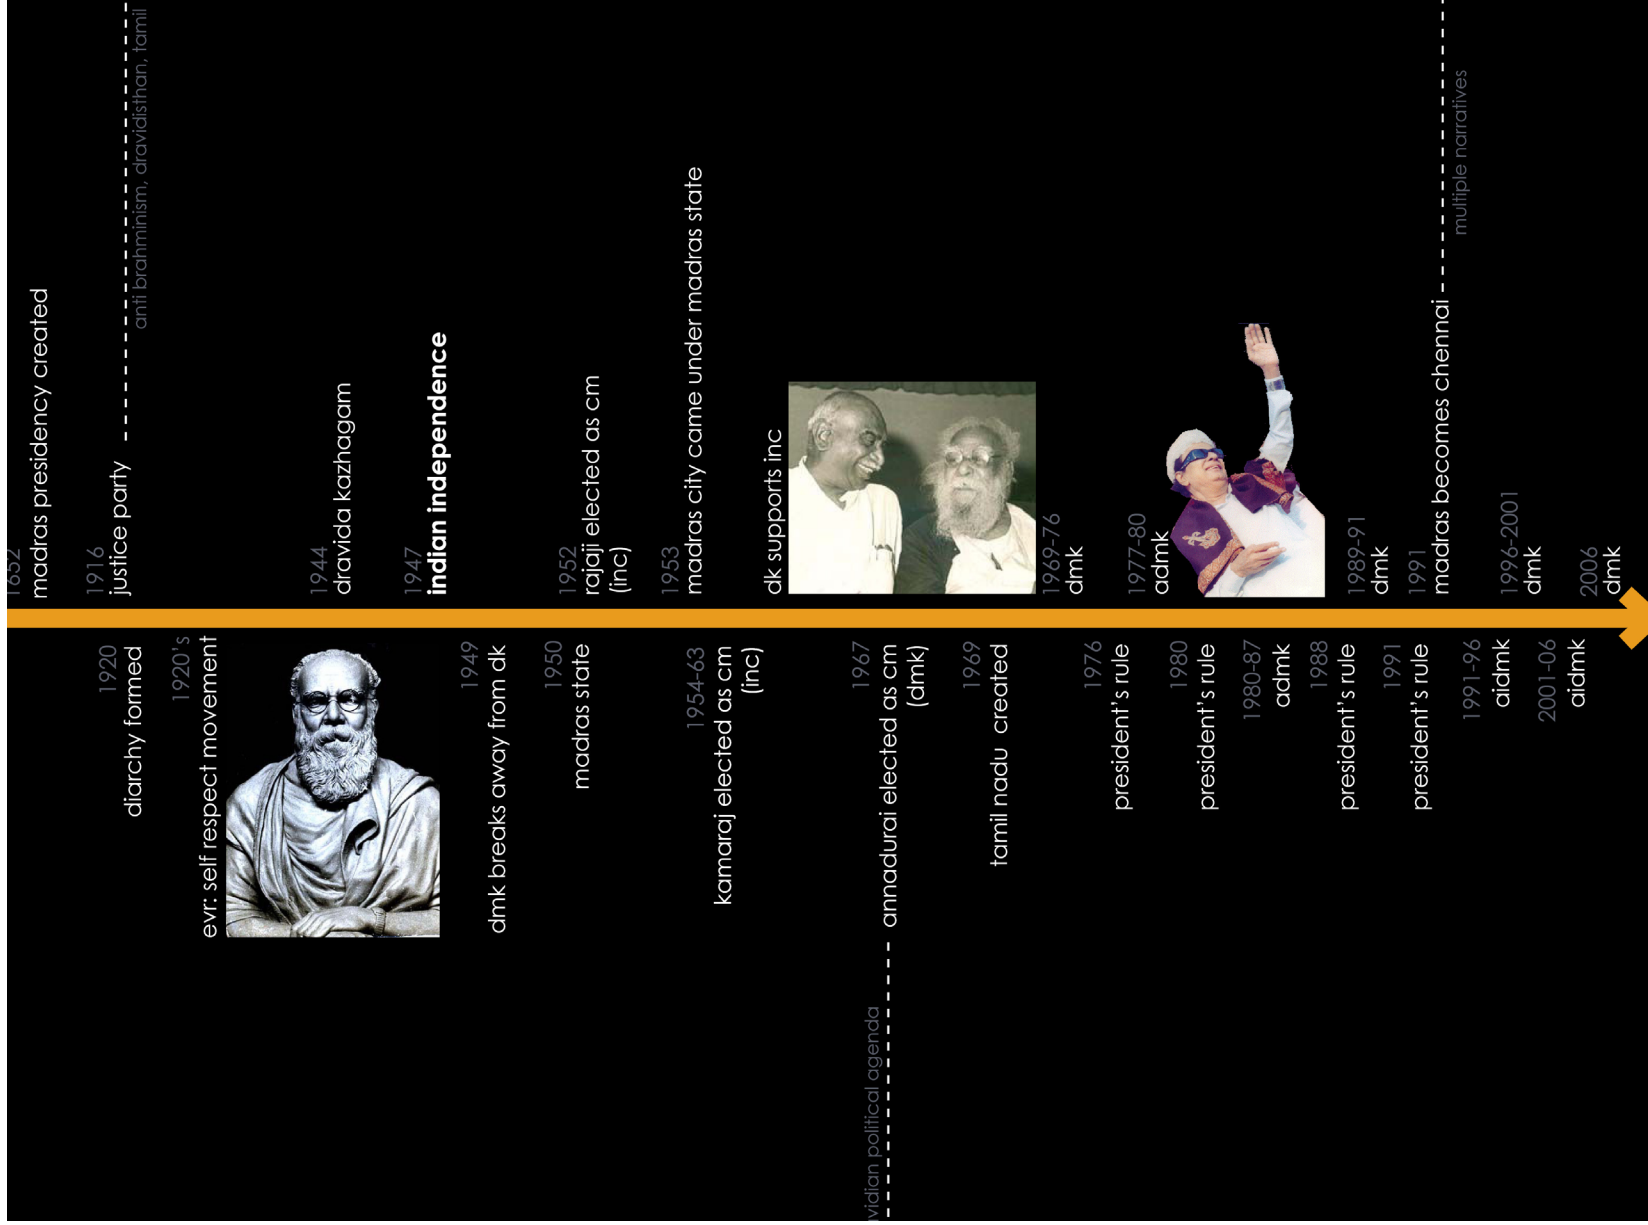 1652
madras presidency created
1916
justice party
anti brahminism, dravidisthan, tamil
1920
diarchy formed
1920's
evr: self respect movement
1944
dravida kazhagam
1947
indian independence
1949
dmk breaks away from dk
1950
madras state
1952
rajaji elected as cm
(inc)
1953
madras city came under madras state
1954-63
kamaraj elected as cm
(inc)
dk supports inc
1967
annadurai elected as cm
(dmk)
political agenda
1969
tamil nadu created
1969-76
dmk
1976
president's rule
1977-80
admk
1980
president's rule
1980-87
admk
1988
president's rule
1989-91
dmk
1991
president's rule
1991
madras becomes chennai
multiple narratives
1991-96
aidmk
1996-2001
dmk
2001-06
aidmk
2006
dmk